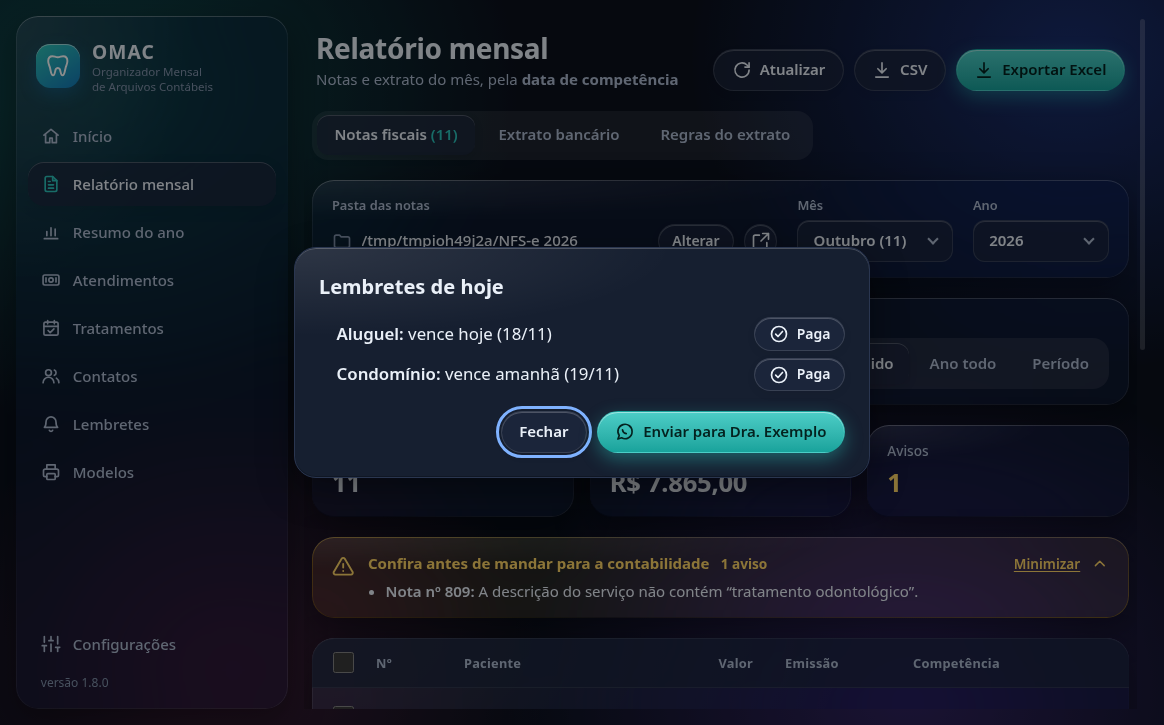 OMAC
Organizador Mensal
de Arquivos Contábeis
Início
Relatório mensal
Resumo do ano
Atendimentos
Tratamentos
Contatos
Lembretes
Modelos
Configurações
versão 1.8.0
Relatório mensal
Notas e extrato do mês, pela data de competência
Atualizar
CSV
Exportar Excel
Notas fiscais (11)
Extrato bancário
Regras do extrato
Pasta das notas
/tmp/tmpioh49j2a/NFS-e 2026
Alterar
Mês
Outubro (11)
Ano
2026
Ano todo
Período
Lembretes de hoje
Aluguel: vence hoje (18/11)
Paga
Condomínio: vence amanhã (19/11)
Paga
Fechar
Enviar para Dra. Exemplo
11
R$ 7.865,00
Avisos
1
Confira antes de mandar para a contabilidade 1 aviso
Minimizar
• Nota nº 809: A descrição do serviço não contém “tratamento odontológico”.
Nº
Paciente
Valor
Emissão
Competência